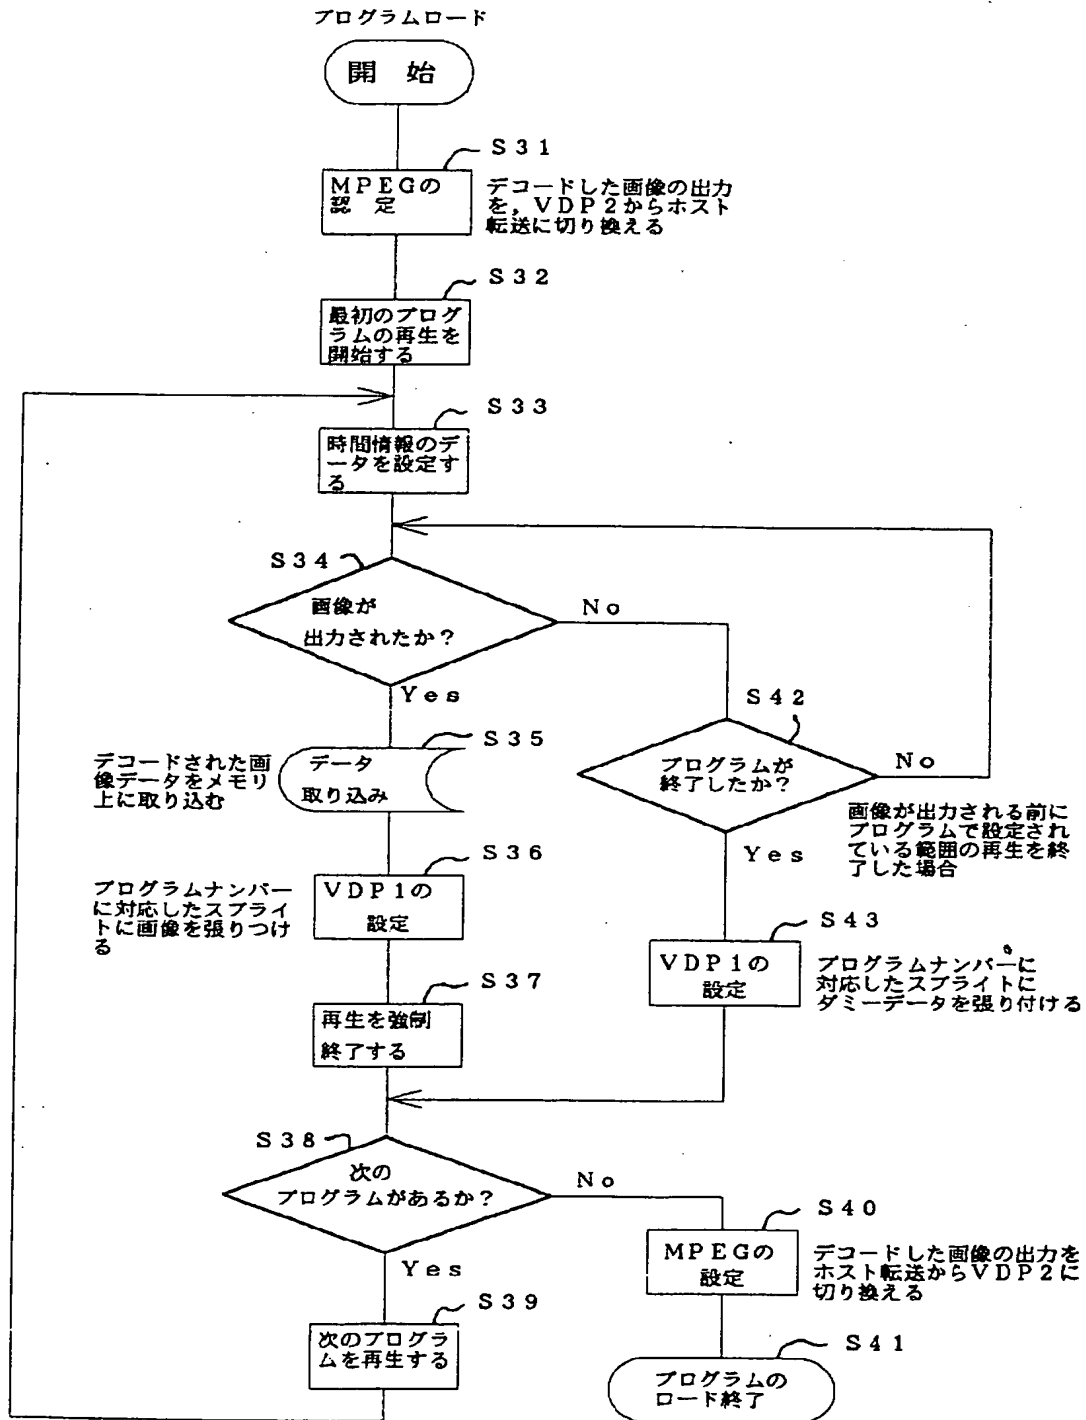 プログラムロード
開 始
S31
MPEGの
認 定
デコードした画像の出力
を,VDP2からホスト
転送に切り換える
S32
最初のプログ
ラムの再生を
開始する
S33
時間情報のデ
ータを設定す
る
S34
画像が
出力されたか?
No
Yes
S35
データ
取り込み
デコードされた画
像データをメモリ
上に取り込む
S42
プログラムが
終了したか?
No
Yes
画像が出力される前に
プログラムで設定され
ている範囲の再生を終
了した場合
S36
VDP1の
設定
プログラムナンバー
に対応したスプライ
トに画像を張りつけ
る
S43
VDP1の
設定
プログラムナンバーに
対応したスプライトに
ダミーデータを張り付ける
S37
再生を強制
終了する
S38
次の
プログラムがあるか?
No
Yes
S40
MPEGの
設定
デコードした画像の出力を
ホスト転送からVDP2に
切り換える
S39
次のプログラ
ムを再生する
S41
プログラムの
ロード終了